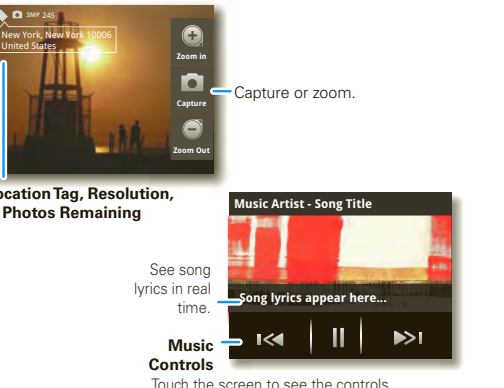 3MP 245
New York, New York 10006
United States
Zoom in
Capture
Zoom Out
Capture or zoom.
ocation Tag, Resolution,
Photos Remaining
Music Artist - Song Title
See song
lyrics in real
time.
Song lyrics appear here...
Music
Controls
Touch the screen to see the controls